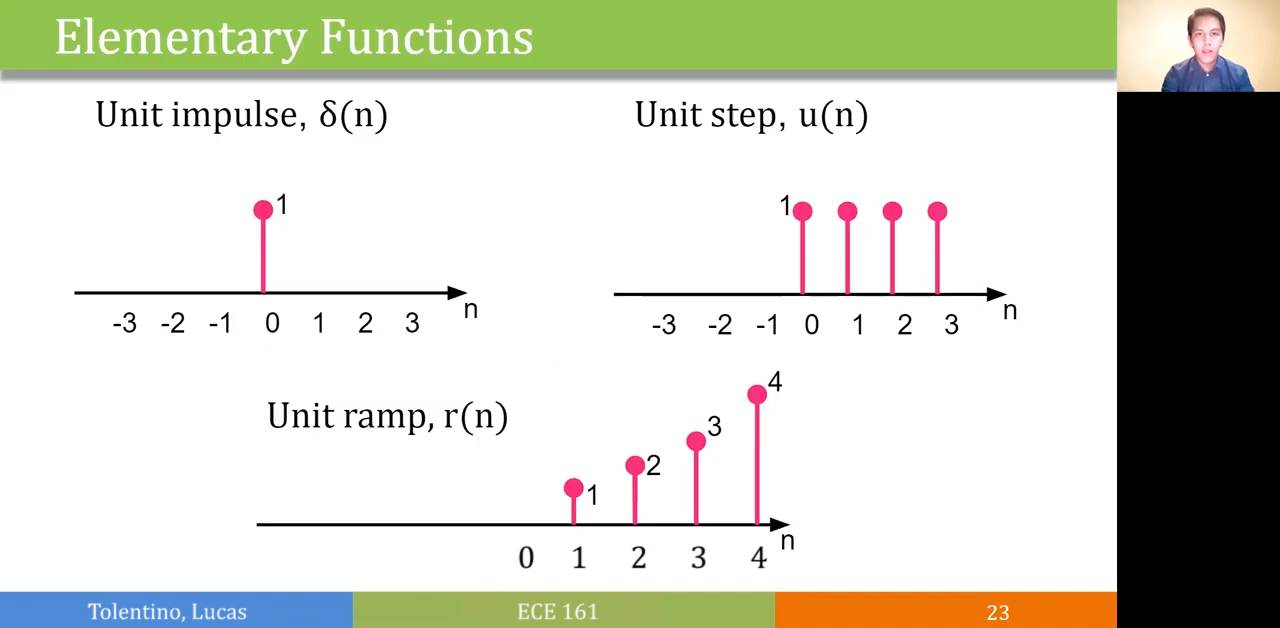 Elementary Functions
Unit impulse, δ(n)
1
n
-3 -2 -1 0 1 2 3
Unit step, u(n)
1
n
-3 -2 -1 0 1 2 3
Unit ramp, r(n)
4
3
2
1
n
0 1 2 3 4
Tolentino, Lucas
ECE 161
23